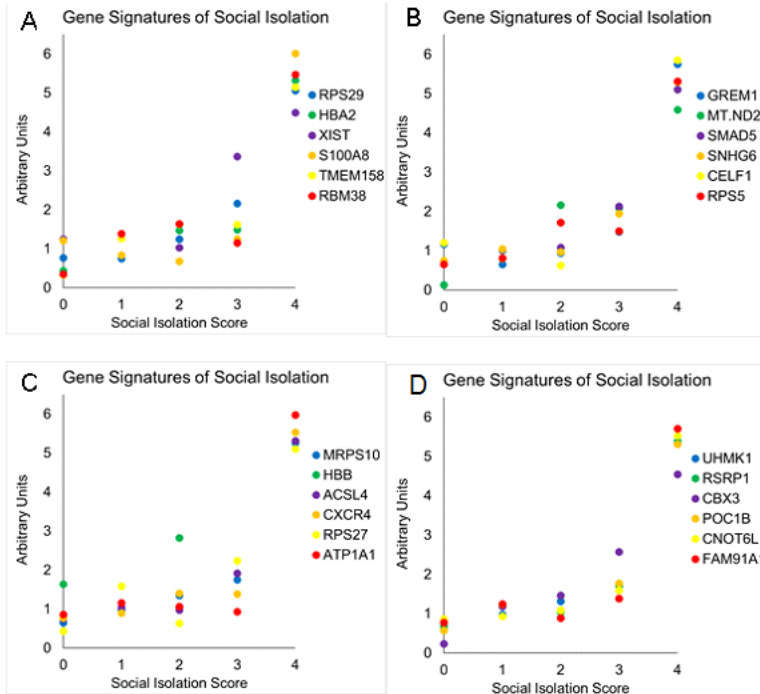 A
Gene Signatures of Social Isolation
Arbitrary Units
6
5
4
3
2
1
0
0 1 2 3 4
Social Isolation Score
RPS29
HBA2
XIST
S100A8
TMEM158
RBM38
B
Gene Signatures of Social Isolation
Arbitrary Units
6
5
4
3
2
1
0
0 1 2 3 4
Social Isolation Score
GREM1
MT.ND2
SMAD5
SNHG6
CELF1
RPS5
C
Gene Signatures of Social Isolation
Arbitrary Units
6
5
4
3
2
1
0
0 1 2 3 4
Social Isolation Score
MRPS10
HBB
ACSL4
CXCR4
RPS27
ATP1A1
D
Gene Signatures of Social Isolation
Arbitrary Units
6
5
4
3
2
1
0
0 1 2 3 4
Social Isolation Score
UHMK1
RSRP1
CBX3
POC1B
CNOT6L
FAM91A1